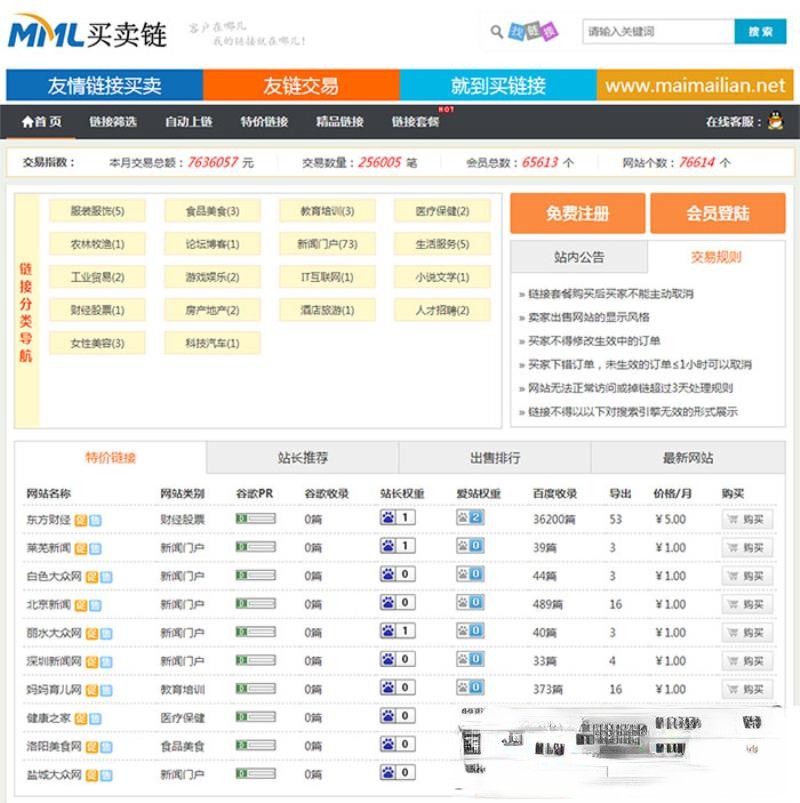 MML买卖链
客户在哪儿
我的链接就在哪儿！
找链接
请输入关键词 搜索
友情链接买卖 友链交易 就到买链接 www.maimailian.net
首页 链接筛选 自动上链 特价链接 精品链接 链接套餐 HOT 在线客服：
交易指数： 本月交易总额：7636057 元 交易数量：256005 笔 会员总数：65613 个 网站个数：76614 个
链接分类导航
服装服饰(5) 食品美食(3) 教育培训(3) 医疗保健(2)
农林牧渔(1) 论坛博客(1) 新闻门户(73) 生活服务(5)
工业贸易(2) 游戏娱乐(2) IT互联网(1) 小说文学(1)
财经股票(1) 房产地产(2) 酒店旅游(1) 人才招聘(2)
女性美容(3) 科技汽车(1)
免费注册 会员登陆
站内公告 交易规则
» 链接套餐购买后买家不能主动取消
» 卖家出售网站的显示风格
» 买家不得修改生效中的订单
» 买家下错订单，未生效的订单≤1小时可以取消
» 网站无法正常访问或掉链超过3天处理规则
» 链接不得以以下对搜索引擎无效的形式展示
特价链接 站长推荐 出售排行 最新网站
网站名称 网站类别 谷歌PR 谷歌收录 站长权重 爱站权重 百度收录 导出 价格/月 购买
东方财经 促 售 财经股票 0 0篇 1 2 36200篇 53 ￥5.00 购买
莱芜新闻 促 售 新闻门户 0 0篇 1 0 39篇 3 ￥1.00 购买
白色大众网 促 售 新闻门户 0 0篇 0 0 44篇 3 ￥1.00 购买
北京新闻 促 售 新闻门户 0 0篇 0 0 489篇 16 ￥1.00 购买
丽水大众网 促 售 新闻门户 0 0篇 1 0 40篇 3 ￥1.00 购买
深圳新闻网 促 售 新闻门户 0 0篇 0 0 33篇 4 ￥1.00 购买
妈妈育儿网 促 售 教育培训 0 0篇 0 0 373篇 16 ￥1.00 购买
健康之家 促 售 医疗保健 0 0篇 0
洛阳美食网 促 售 食品美食 0 0篇 0
盐城大众网 促 售 新闻门户 0 0篇 0